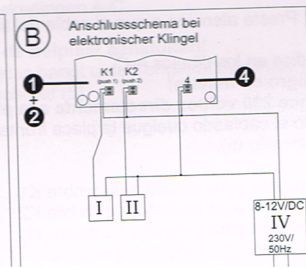 B
Anschlussschema bei
elektronischer Klingel
K1 K2
(push 1) (push 2)
4
1
+
2
4
I
II
8-12V/DC
IV
230V/
50Hz